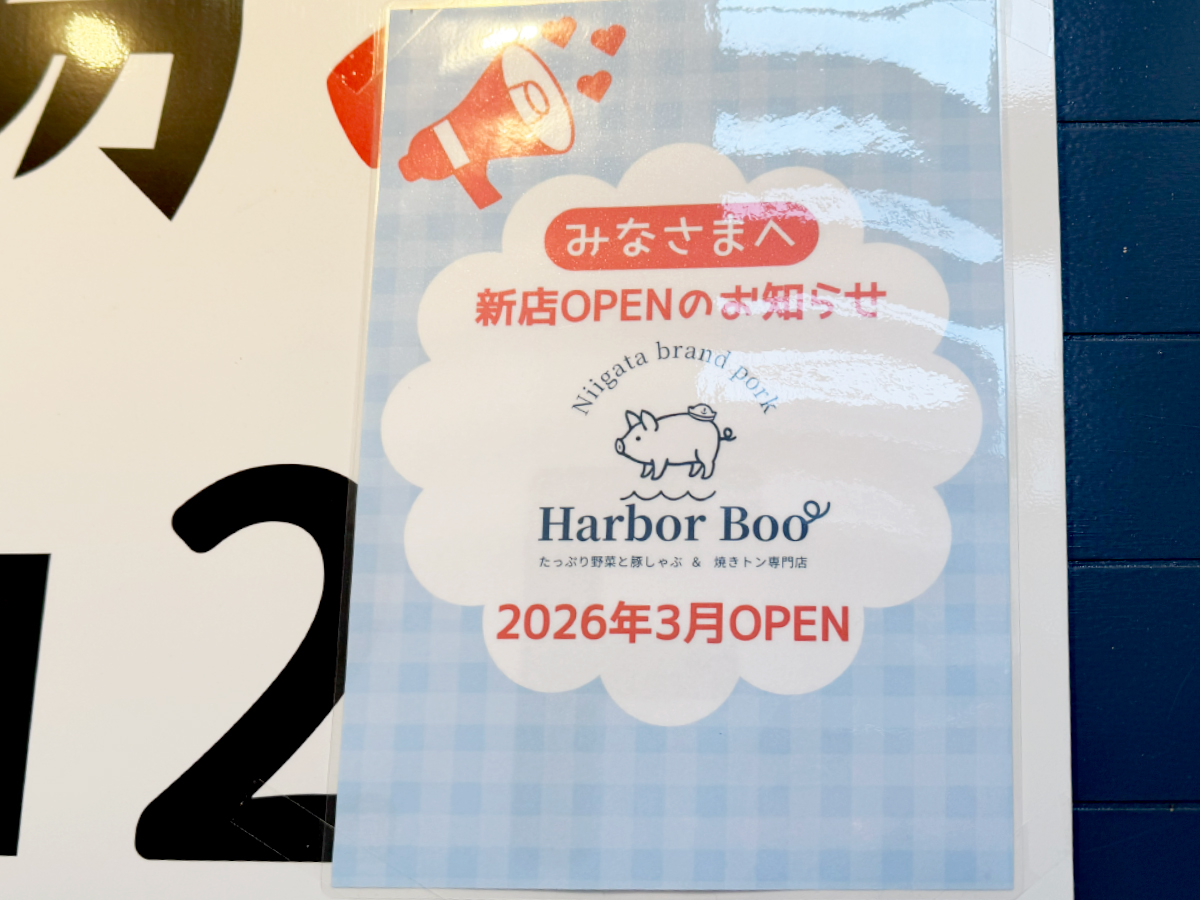 みなさまへ
新店OPENのお知らせ
Niigata brand pork
Harbor Boo
たっぷり野菜と豚しゃぶ & 焼きトン専門店
2026年3月OPEN
2